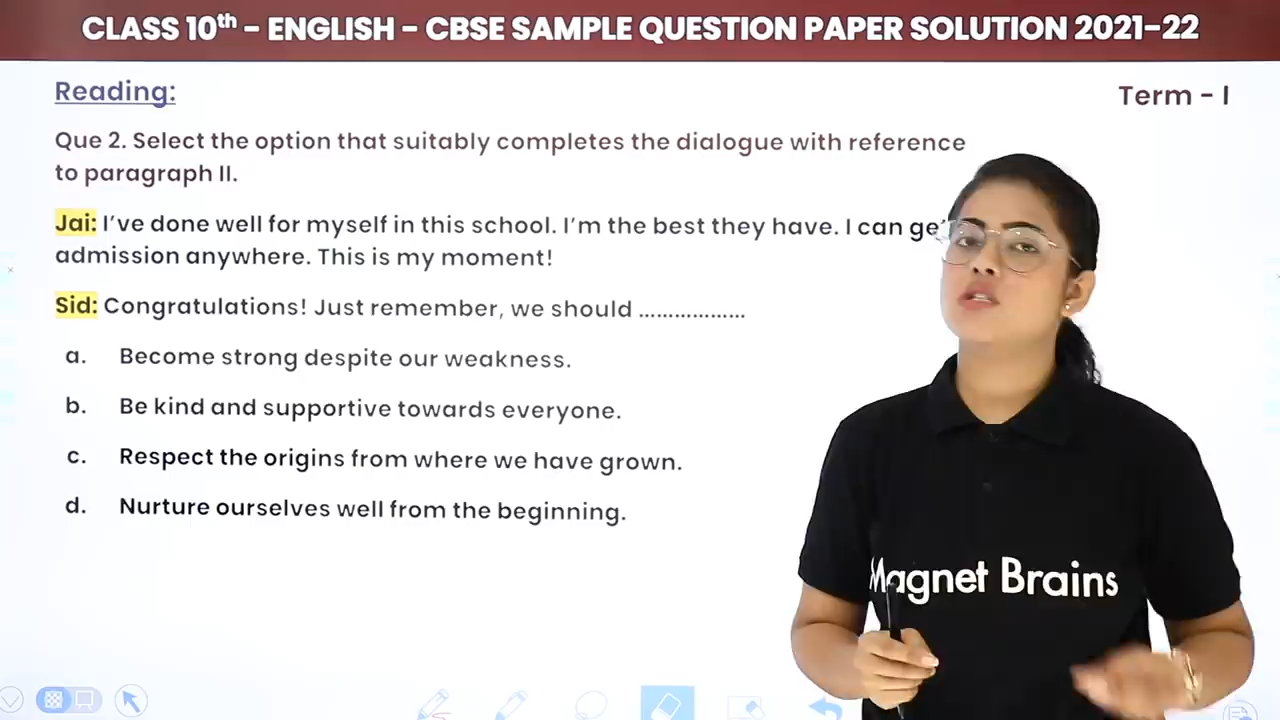 CLASS 10th – ENGLISH – CBSE SAMPLE QUESTION PAPER SOLUTION 2021–22
Reading:
Term – I
Que 2. Select the option that suitably completes the dialogue with reference
to paragraph II.
Jai: I’ve done well for myself in this school. I’m the best they have. I can
admission anywhere. This is my moment!
Sid: Congratulations! Just remember, we should ..................
a. Become strong despite our weakness.
b. Be kind and supportive towards everyone.
c. Respect the origins from where we have grown.
d. Nurture ourselves well from the beginning.
Magnet Brains